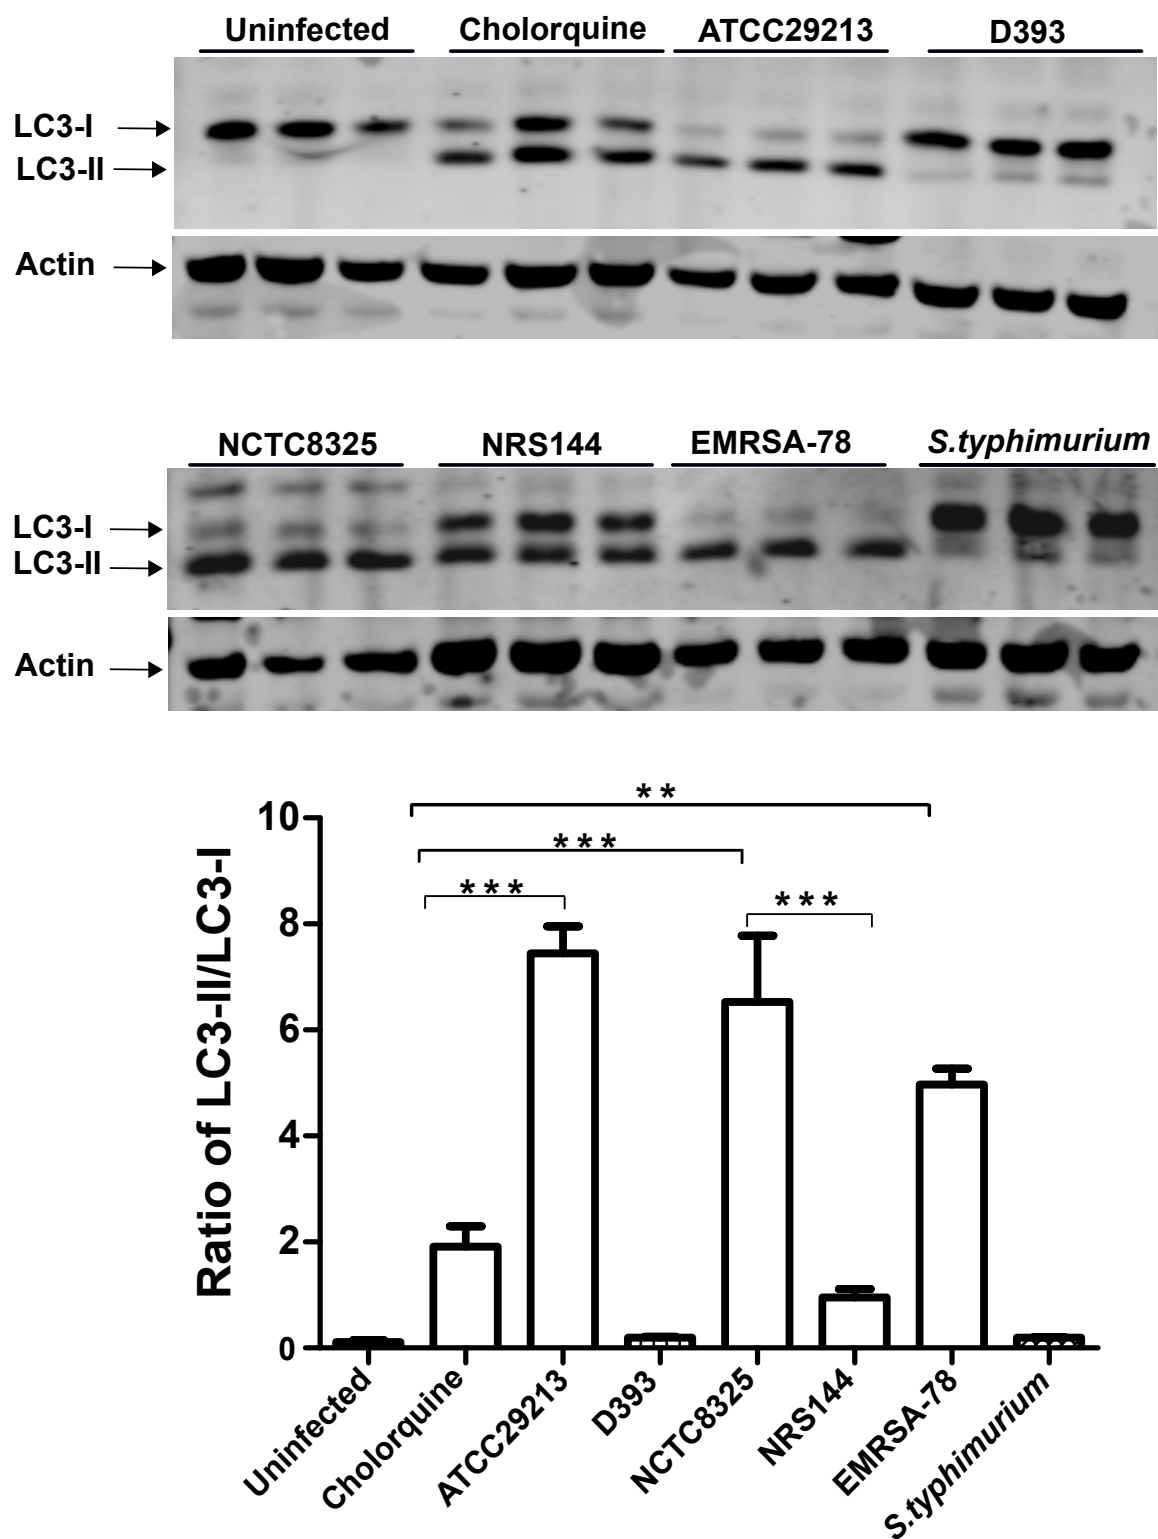 Uninfected Cholorquine ATCC29213 D393
LC3-I
LC3-II
Actin
NCTC8325 NRS144 EMRSA-78 S.typhimurium
LC3-I
LC3-II
Actin
Ratio of LC3-II/LC3-I
10
8
6
4
2
0
**
***
***
***
Uninfected
Cholorquine
ATCC29213
D393
NCTC8325
NRS144
EMRSA-78
S.typhimurium